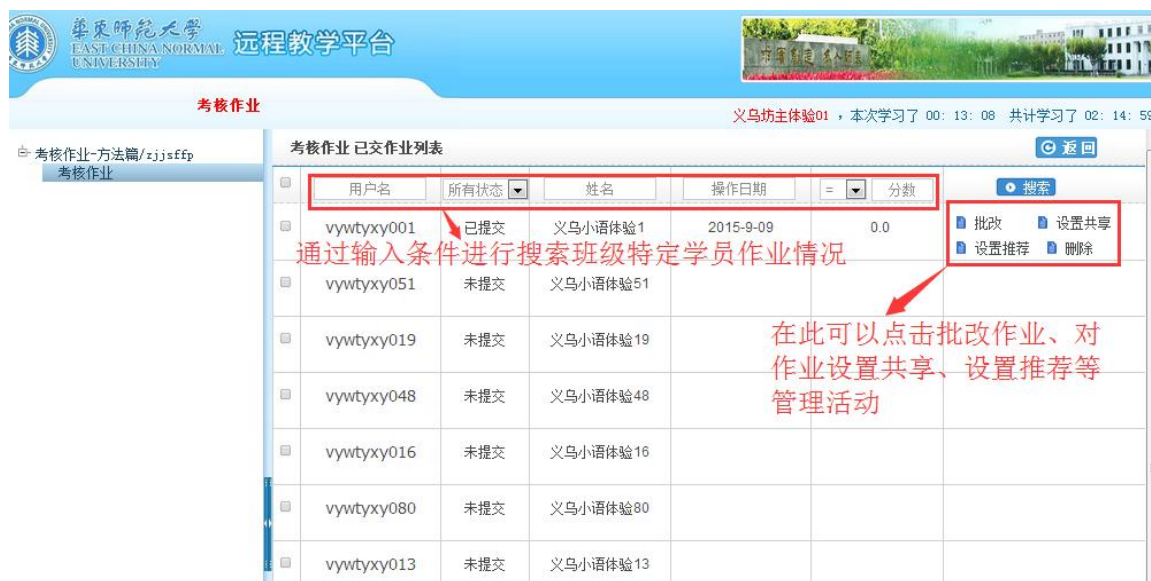 華東師範大學
EAST CHINA NORMAL
UNIVERSITY
远程教学平台
考核作业
义乌坊主体验01 ，本次学习了 00: 13: 08 共计学习了 02: 14: 59
考核作业-方法篇/zjjsffp
考核作业
考核作业 已交作业列表
返回
用户名 所有状态 姓名 操作日期 = 分数 搜索
vywtyxy001 已提交 义乌小语体验1 2015-9-09 0.0 批改 设置共享
设置推荐 删除
通过输入条件进行搜索班级特定学员作业情况
vywtyxy051 未提交 义乌小语体验51
vywtyxy019 未提交 义乌小语体验19
在此可以点击批改作业、对
作业设置共享、设置推荐等
管理活动
vywtyxy048 未提交 义乌小语体验48
vywtyxy016 未提交 义乌小语体验16
vywtyxy080 未提交 义乌小语体验80
vywtyxy013 未提交 义乌小语体验13